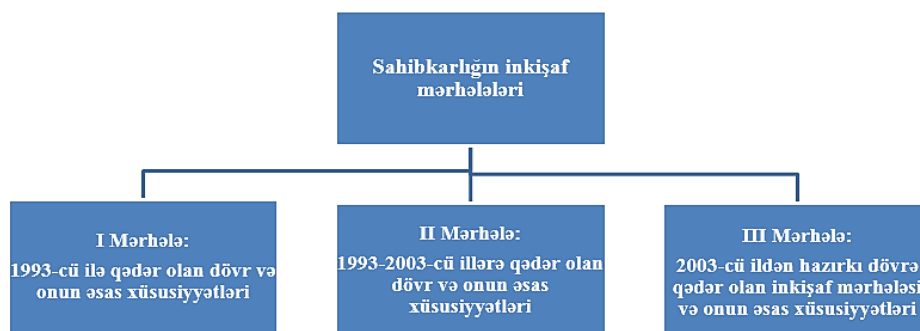 Sahibkarlığın inkişaf
mərhələləri
I Mərhələ:
1993-cü ilə qədər olan dövr və
onun əsas xüsusiyyətləri
II Mərhələ:
1993-2003-cü illərə qədər olan
dövr və onun əsas
xüsusiyyətləri
III Mərhələ:
2003-cü ildən hazırkı dövrə
qədər olan inkişaf mərhələsi
və onun əsas xüsusiyyətləri